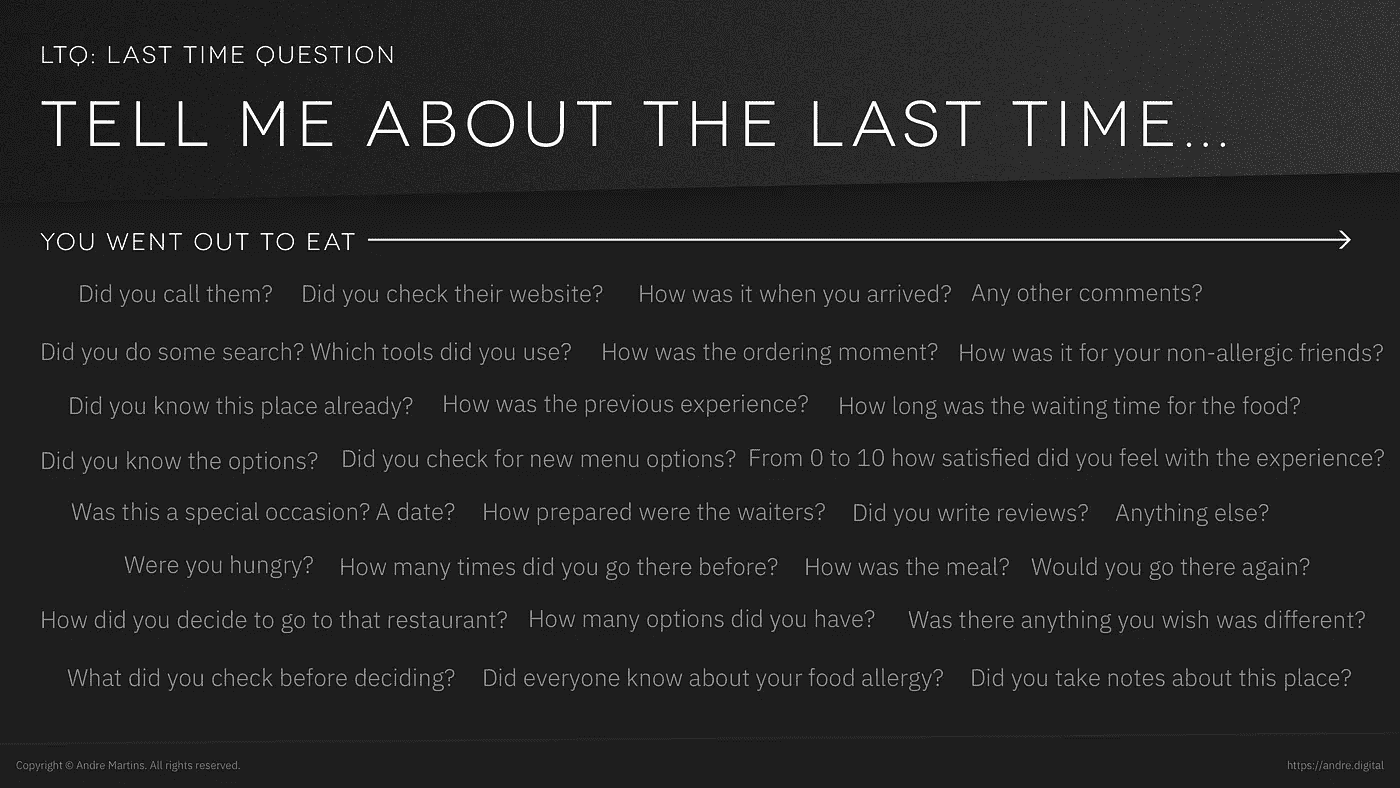 LTQ: LAST TIME QUESTION
TELL ME ABOUT THE LAST TIME...
YOU WENT OUT TO EAT
Did you call them? Did you check their website? How was it when you arrived? Any other comments?
Did you do some search? Which tools did you use? How was the ordering moment? How was it for your non-allergic friends?
Did you know this place already? How was the previous experience? How long was the waiting time for the food?
Did you know the options? Did you check for new menu options? From 0 to 10 how satisfied did you feel with the experience?
Was this a special occasion? A date? How prepared were the waiters? Did you write reviews? Anything else?
Were you hungry? How many times did you go there before? How was the meal? Would you go there again?
How did you decide to go to that restaurant? How many options did you have? Was there anything you wish was different?
What did you check before deciding? Did everyone know about your food allergy? Did you take notes about this place?
Copyright © Andre Martins. All rights reserved. https://andre.digital